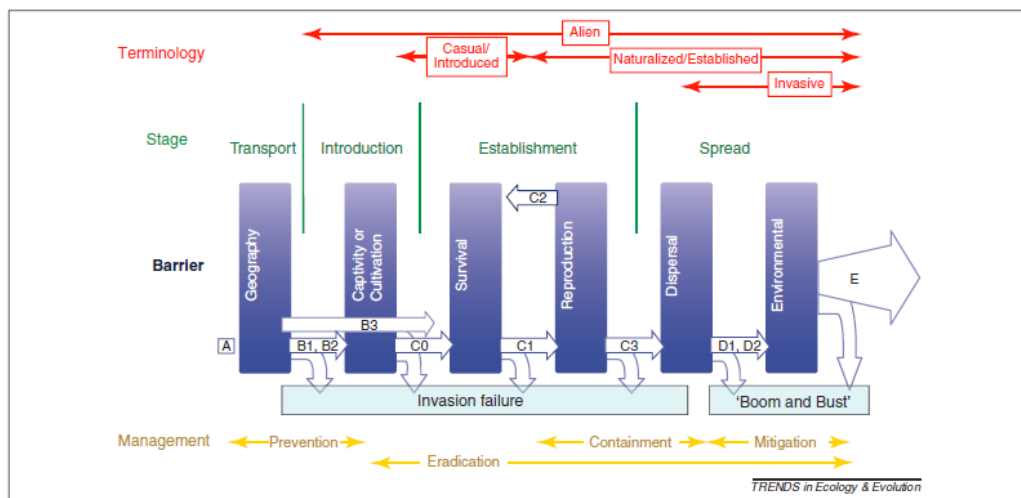 Alien
Terminology
Casual/
Introduced
Naturalized/Established
Invasive
Stage
Transport
Introduction
Establishment
Spread
C2
Barrier
Geography
Captivity or
Cultivation
Survival
Reproduction
Dispersal
Environmental
E
B3
A
B1, B2
C0
C1
C3
D1, D2
Invasion failure
'Boom and Bust'
Management
Prevention
Containment
Mitigation
Eradication
TRENDS in Ecology & Evolution